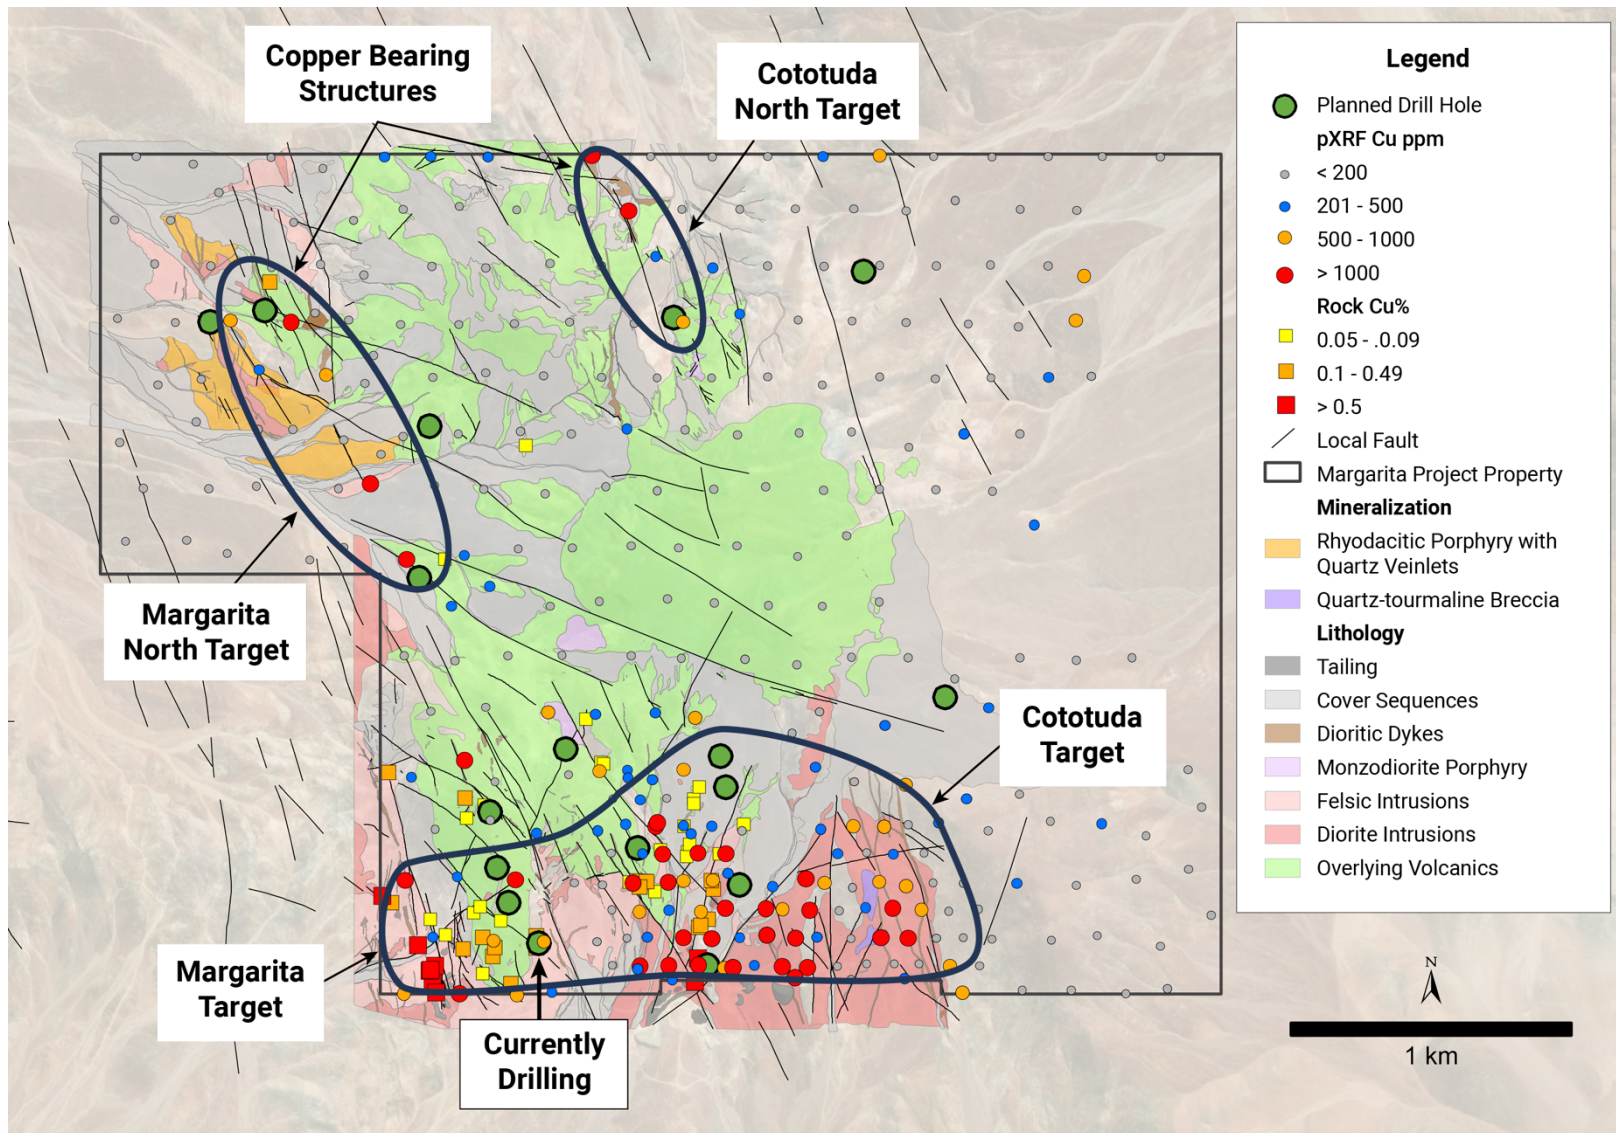 Copper Bearing
Structures
Cototuda
North Target
Margarita
North Target
Cototuda
Target
Margarita
Target
Currently
Drilling
Legend
Planned Drill Hole
pXRF Cu ppm
< 200
201 - 500
500 - 1000
> 1000
Rock Cu%
0.05 - .0.09
0.1 - 0.49
> 0.5
Local Fault
Margarita Project Property
Mineralization
Rhyodacitic Porphyry with
Quartz Veinlets
Quartz-tourmaline Breccia
Lithology
Tailing
Cover Sequences
Dioritic Dykes
Monzodiorite Porphyry
Felsic Intrusions
Diorite Intrusions
Overlying Volcanics
N
1 km